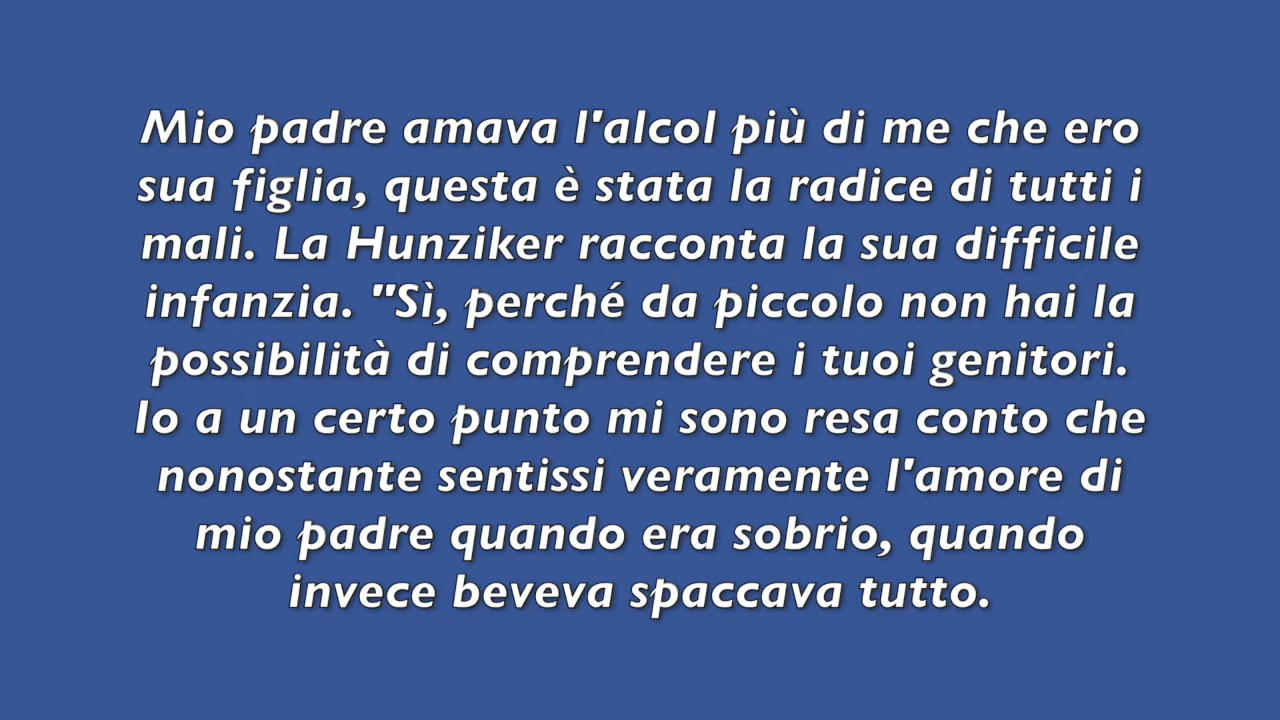 Mio padre amava l'alcol più di me che ero
sua figlia, questa è stata la radice di tutti i
mali. La Hunziker racconta la sua difficile
infanzia. "Sì, perché da piccolo non hai la
possibilità di comprendere i tuoi genitori.
Io a un certo punto mi sono resa conto che
nonostante sentissi veramente l'amore di
mio padre quando era sobrio, quando
invece beveva spaccava tutto.